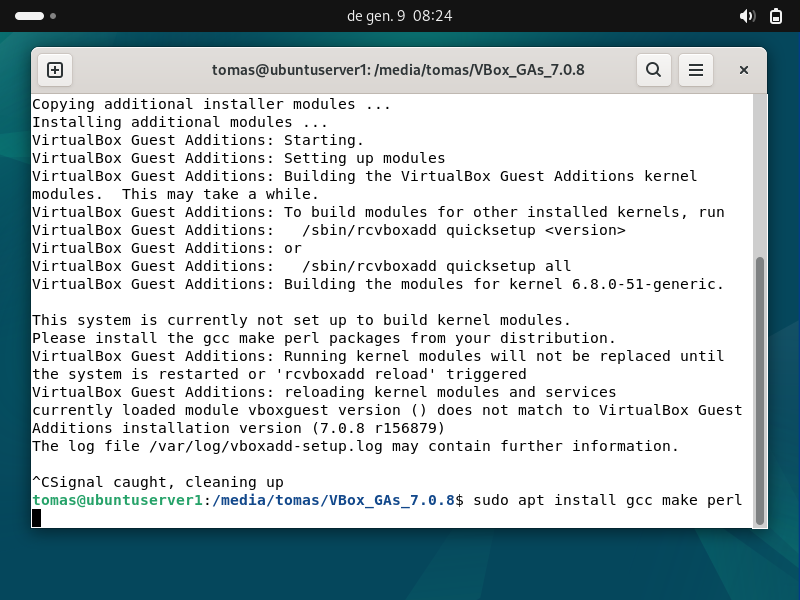 de gen. 9  08:24
tomas@ubuntuserver1: /media/tomas/VBox_GAs_7.0.8
Copying additional installer modules ...
Installing additional modules ...
VirtualBox Guest Additions: Starting.
VirtualBox Guest Additions: Setting up modules
VirtualBox Guest Additions: Building the VirtualBox Guest Additions kernel
modules.  This may take a while.
VirtualBox Guest Additions: To build modules for other installed kernels, run
VirtualBox Guest Additions:   /sbin/rcvboxadd quicksetup <version>
VirtualBox Guest Additions: or
VirtualBox Guest Additions:   /sbin/rcvboxadd quicksetup all
VirtualBox Guest Additions: Building the modules for kernel 6.8.0-51-generic.
This system is currently not set up to build kernel modules.
Please install the gcc make perl packages from your distribution.
VirtualBox Guest Additions: Running kernel modules will not be replaced until
the system is restarted or 'rcvboxadd reload' triggered
VirtualBox Guest Additions: reloading kernel modules and services
currently loaded module vboxguest version () does not match to VirtualBox Guest
Additions installation version (7.0.8 r156879)
The log file /var/log/vboxadd-setup.log may contain further information.
^CSignal caught, cleaning up
tomas@ubuntuserver1:/media/tomas/VBox_GAs_7.0.8$ sudo apt install gcc make perl